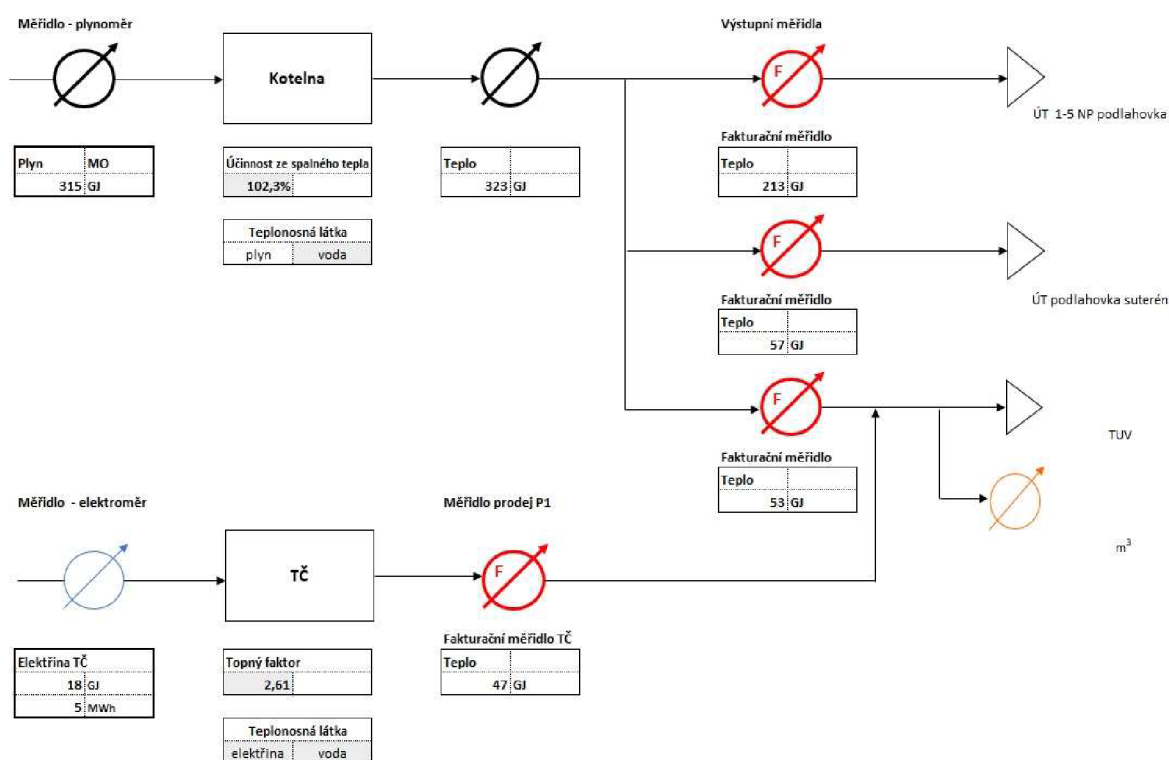 Měřidlo - plynoměr
Výstupní měřidla
Kotelna
F
ÚT 1-5 NP podlahovka
Fakturační měřidlo
Plyn MO
315 GJ
Účinnost ze spalného tepla
102,3%
Teplo
323 GJ
Teplo
213 GJ
Teplonosná látka
plyn voda
F
ÚT podlahovka suterén
Fakturační měřidlo
Teplo
57 GJ
F
TUV
Fakturační měřidlo
Teplo
53 GJ
Měřidlo - elektroměr
Měřidlo prodej P1
m³
TČ
F
Fakturační měřidlo TČ
Elektřina TČ
18 GJ
5 MWh
Topný faktor
2,61
Teplo
47 GJ
Teplonosná látka
elektřina voda